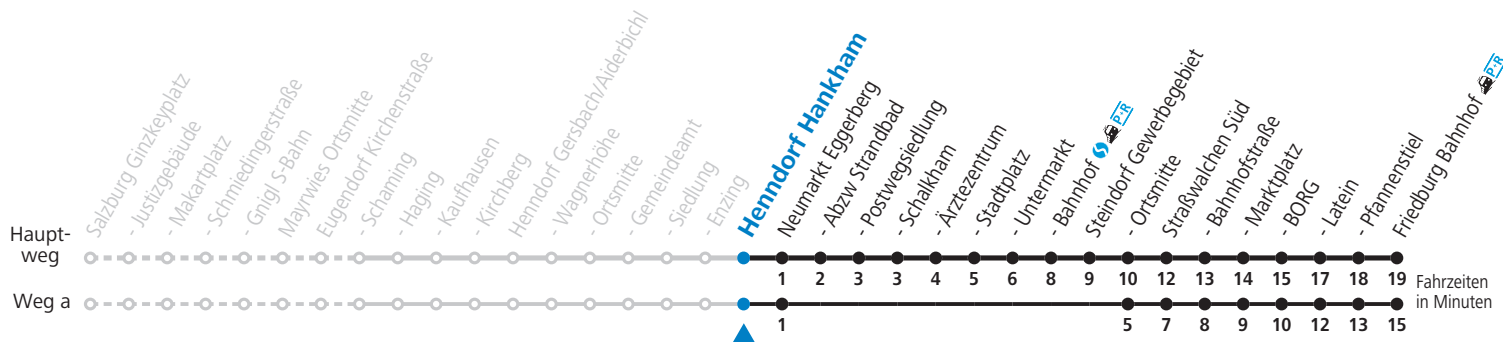 Salzburg Ginzkeyplatz
- Justizgebäude
- Makartplatz
- Schmiedingerstraße
- Gnigl S-Bahn
Mayrwies Ortsmitte
Eugendorf Kirchenstraße
- Schaming
- Haging
- Kaufhausen
- Kirchberg
Henndorf Gersbach/Aiderbichl
- Wagnerhöhe
- Ortsmitte
- Gemeindeamt
- Siedlung
- Enzing
Henndorf Hankham
Neumarkt Eggerberg
- Abzw Strandbad
- Postwegsiedlung
- Schalkham
- Ärztezentrum
- Stadtplatz
- Untermarkt
- Bahnhof S P+R
Steindorf Gewerbegebiet
- Ortsmitte
Straßwalchen Süd
- Bahnhofstraße
- Marktplatz
- BORG
- Latein
- Pfannenstiel
Friedburg Bahnhof P+R
Haupt-
weg
1 2 3 3 4 5 6 8 9 10 12 13 14 15 17 18 19
Fahrzeiten
in Minuten
Weg a
1 5 7 8 9 10 12 13 15